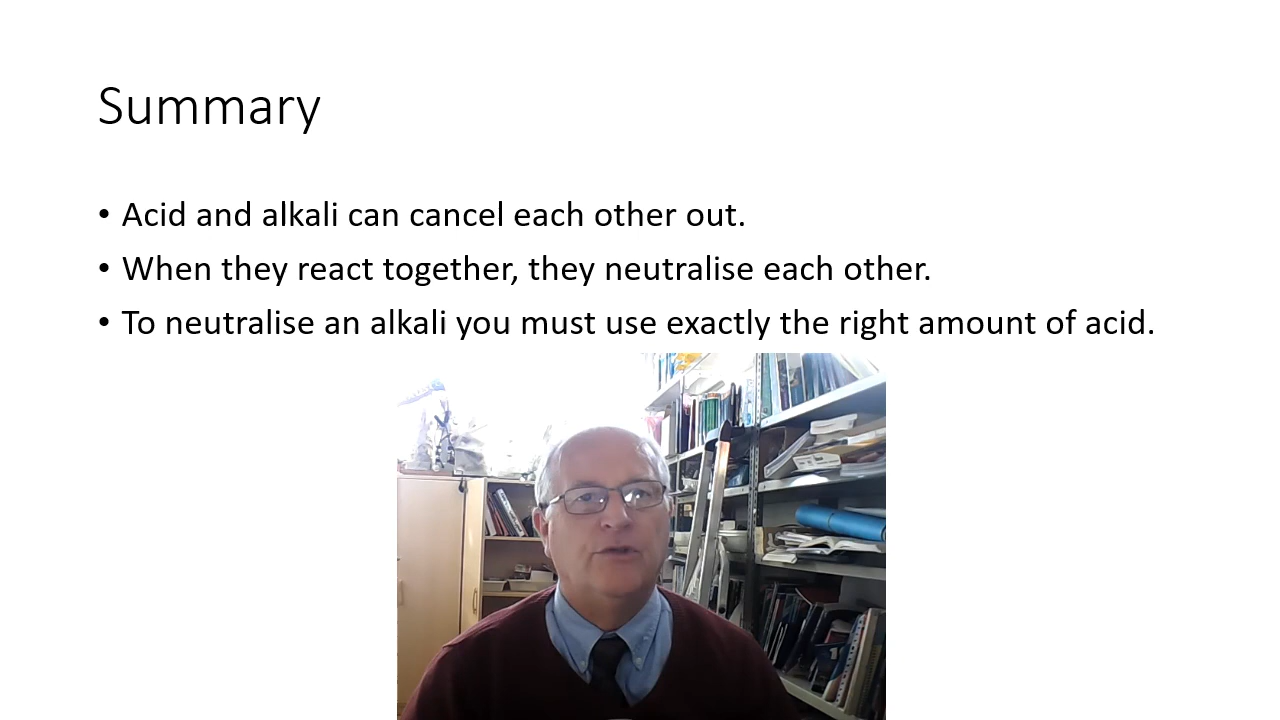 Summary
• Acid and alkali can cancel each other out.
• When they react together, they neutralise each other.
• To neutralise an alkali you must use exactly the right amount of acid.